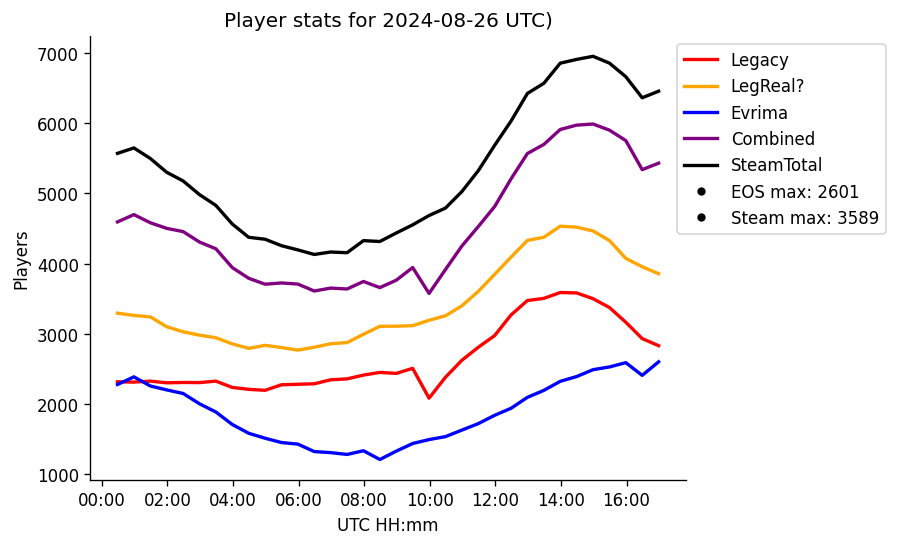 Player stats for 2024-08-26 UTC)
7000
6000
5000
4000
3000
2000
1000
Players
00:00 02:00 04:00 06:00 08:00 10:00 12:00 14:00 16:00
UTC HH:mm
Legacy
LegReal?
Evrima
Combined
SteamTotal
EOS max: 2601
Steam max: 3589